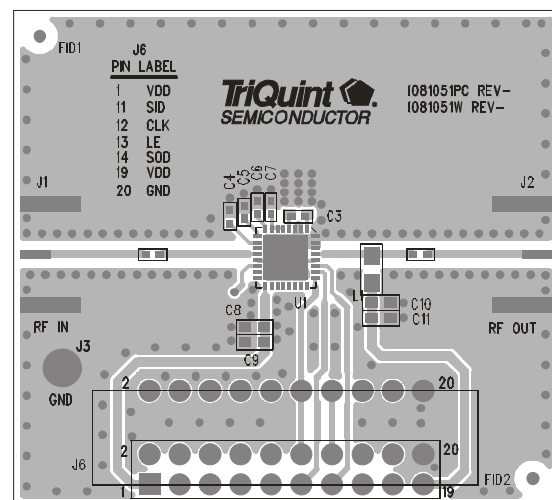 FID1
J6
PIN LABEL
1 VDD
11 SID
12 CLK
13 LE
14 SOD
19 VDD
20 GND
TriQuint
SEMICONDUCTOR
1081051PC REV-
1081051W REV-
J1
J2
C4
C5
C6
C7
C3
U1
L1
C10
C11
C8
C9
RF IN
RF OUT
J3
GND
2
20
2
20
J6
1
19
FID2